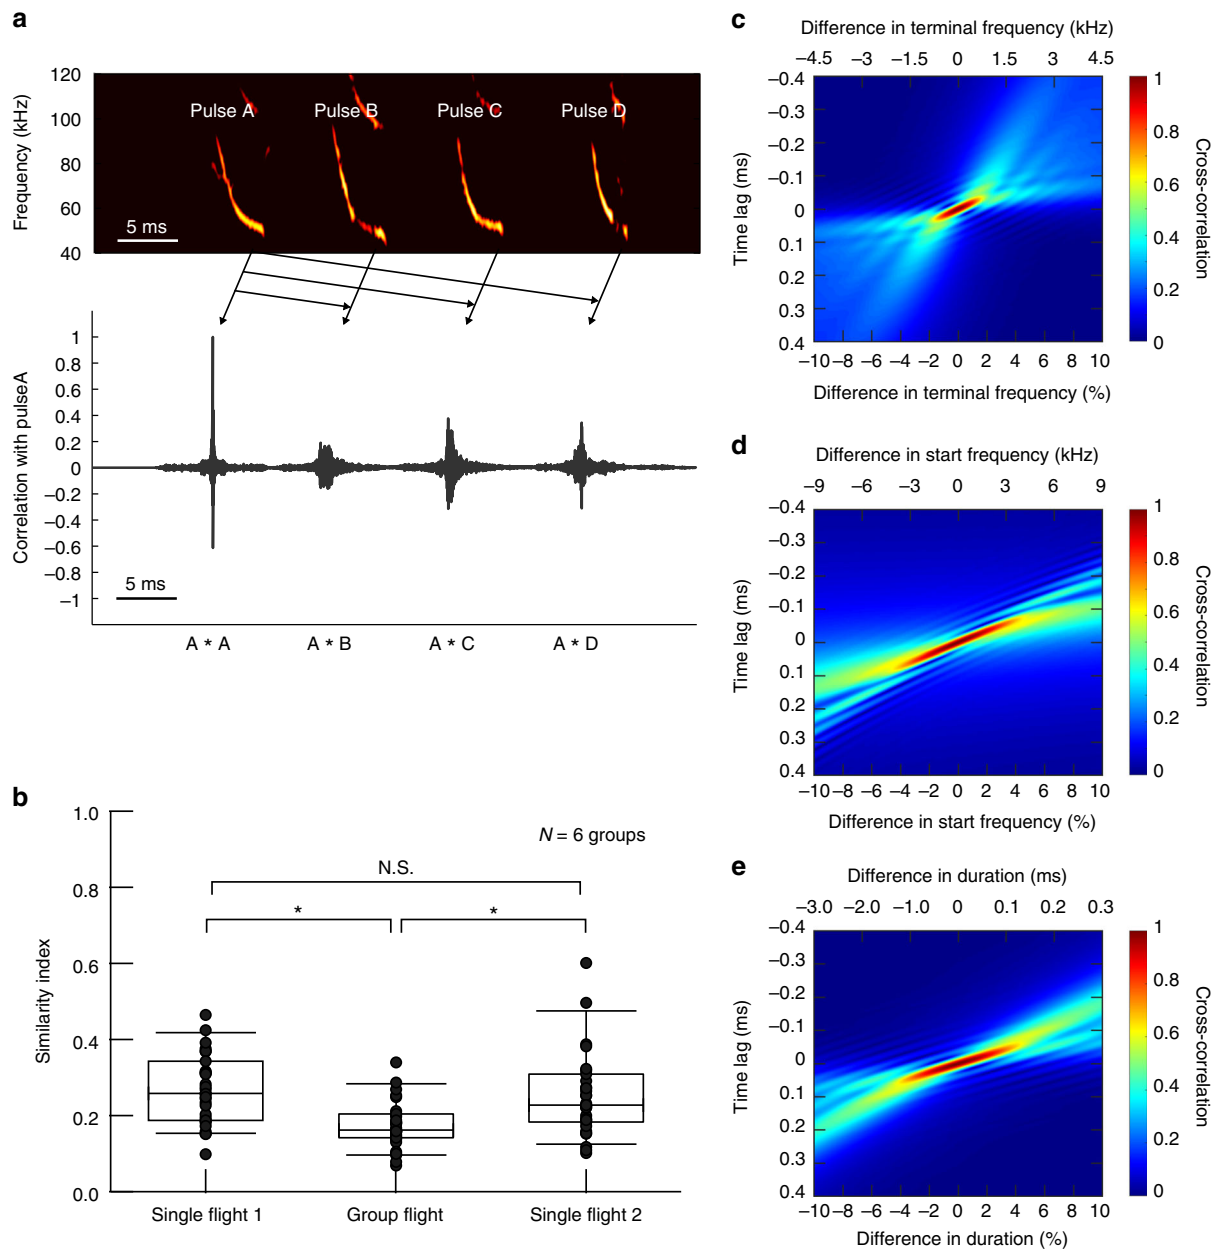 a
Frequency (kHz)
120
100
80
60
40
Pulse A
Pulse B
Pulse C
Pulse D
5 ms
Correlation with pulseA
1
0.8
0.6
0.4
0.2
0
−0.2
−0.4
−0.6
−0.8
−1
5 ms
A * A
A * B
A * C
A * D
b
Similarity index
1.0
0.8
0.6
0.4
0.2
0.0
N = 6 groups
N.S.
*
*
Single flight 1
Group flight
Single flight 2
c
Difference in terminal frequency (kHz)
−4.5 −3 −1.5 0 1.5 3 4.5
Time lag (ms)
−0.4
−0.3
−0.2
−0.1
0
0.1
0.2
0.3
0.4
−10 −8 −6 −4 −2 0 2 4 6 8 10
Difference in terminal frequency (%)
1
0.8
0.6
0.4
0.2
0
Cross-correlation
d
Difference in start frequency (kHz)
−9 −6 −3 0 3 6 9
Time lag (ms)
−0.4
−0.3
−0.2
−0.1
0
0.1
0.2
0.3
0.4
−10 −8 −6 −4 −2 0 2 4 6 8 10
Difference in start frequency (%)
1
0.8
0.6
0.4
0.2
0
Cross-correlation
e
Difference in duration (ms)
−3.0 −2.0 −1.0 0 0.1 0.2 0.3
Time lag (ms)
−0.4
−0.3
−0.2
−0.1
0
0.1
0.2
0.3
0.4
−10 −8 −6 −4 −2 0 2 4 6 8 10
Difference in duration (%)
1
0.8
0.6
0.4
0.2
0
Cross-correlation